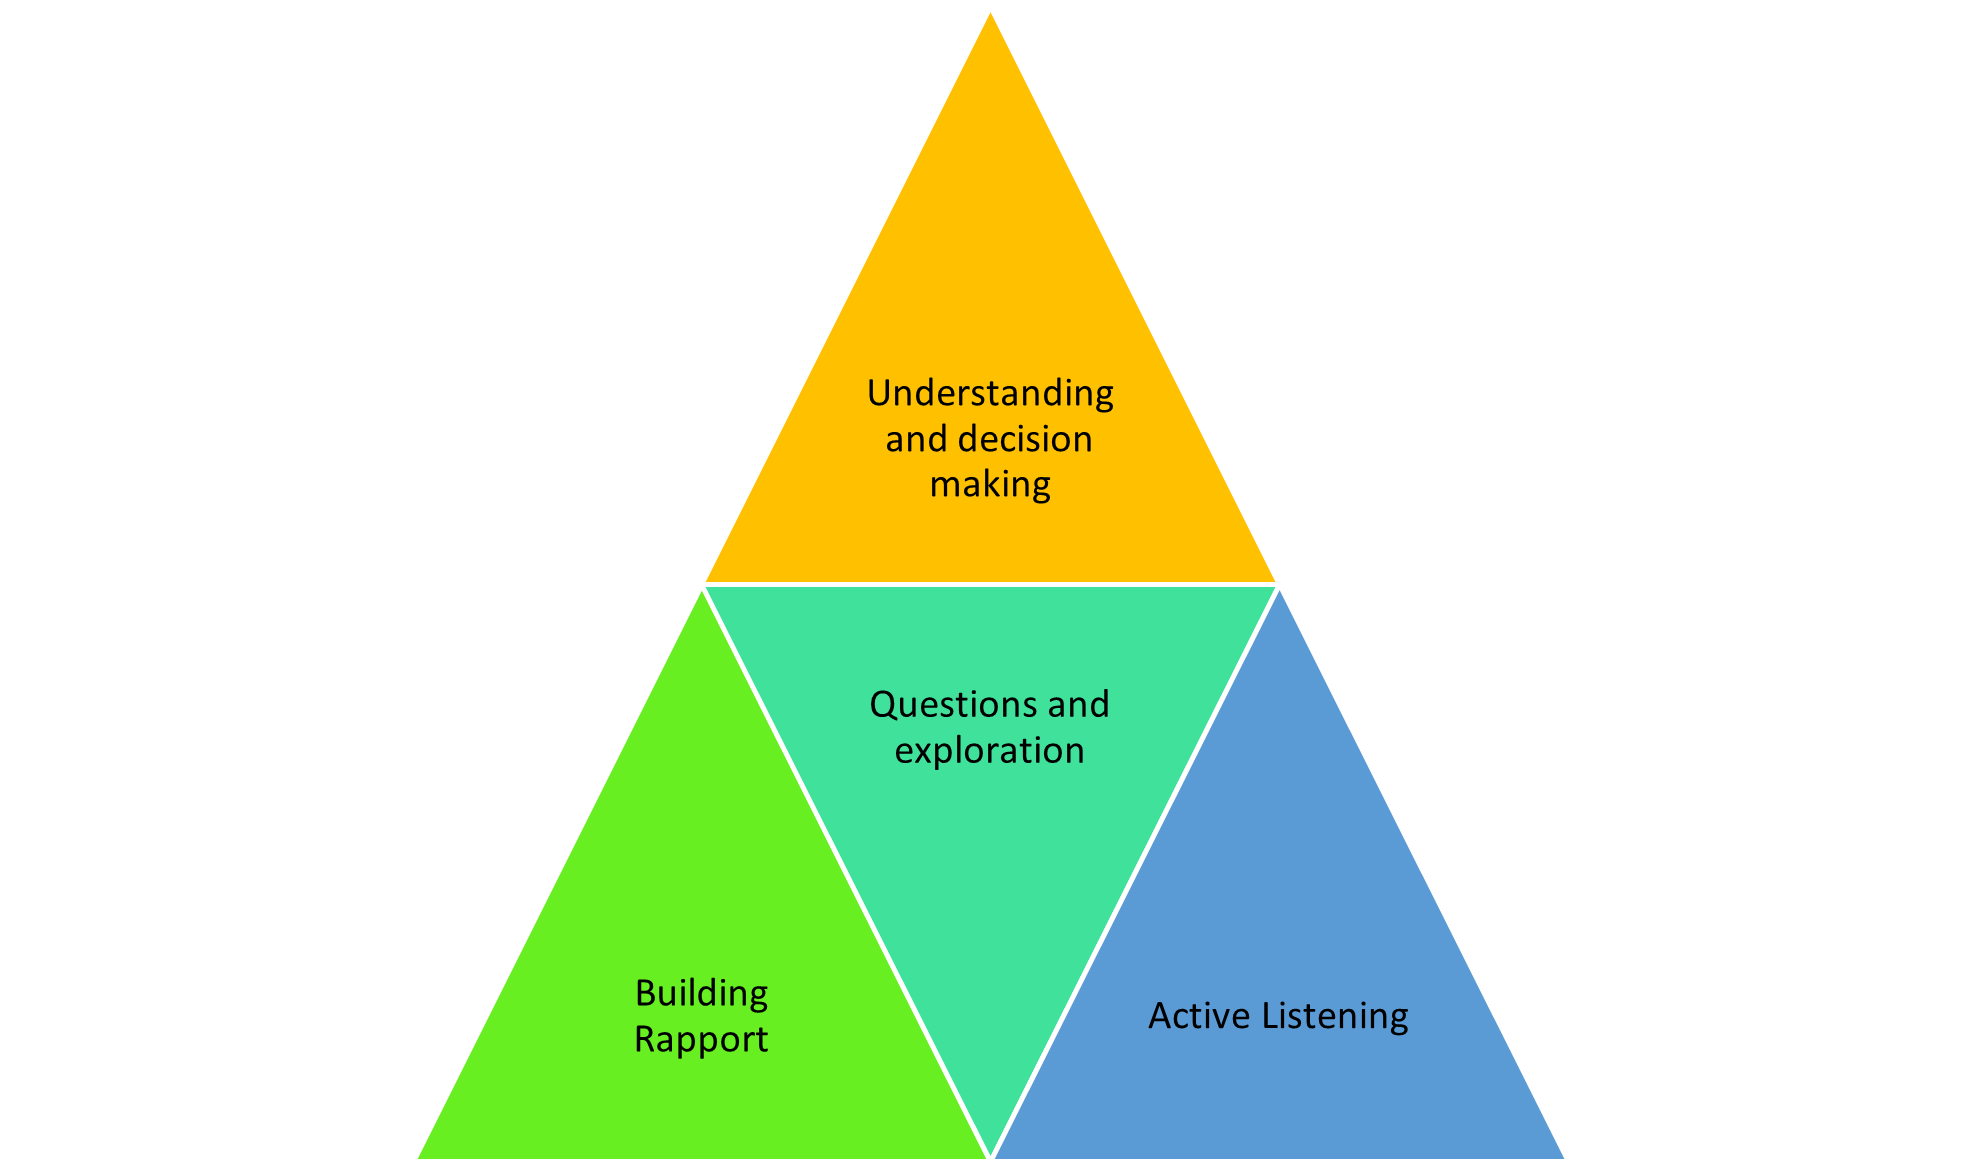 Understanding
and decision
making
Questions and
exploration
Building
Rapport
Active Listening